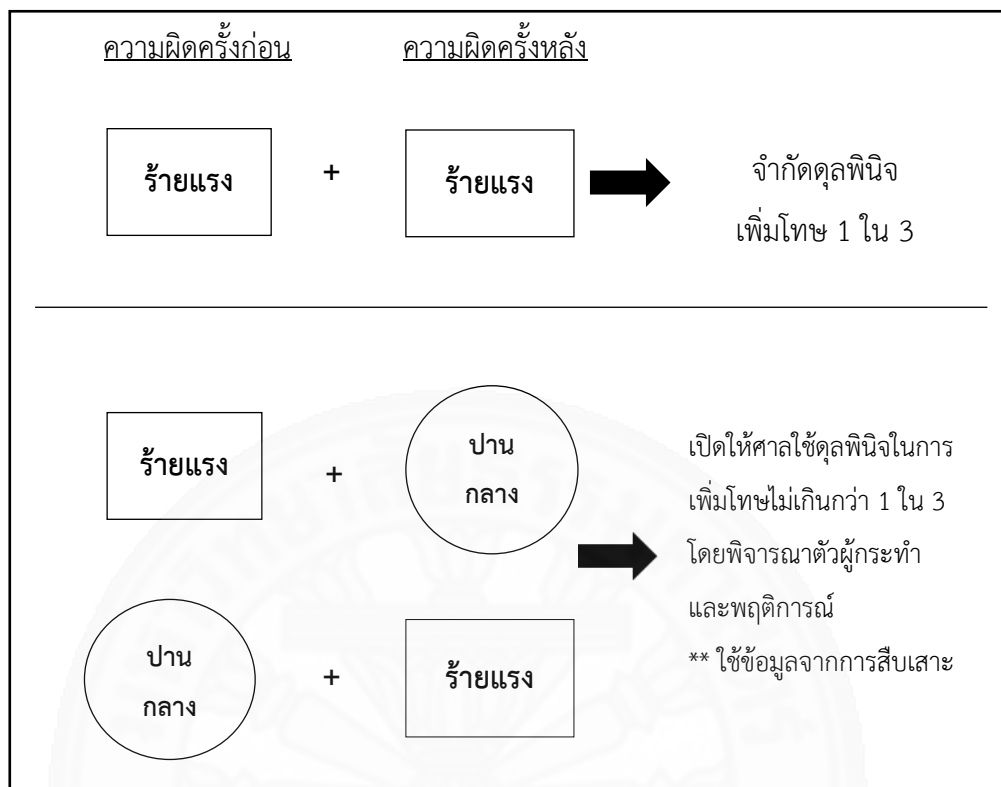 ความผิดครั้งก่อน ความผิดครั้งหลัง
ร้ายแรง + ร้ายแรง
จำกัดดุลพินิจ
เพิ่มโทษ 1 ใน 3
ร้ายแรง + ปาน
กลาง
เปิดให้ศาลใช้ดุลพินิจในการ
เพิ่มโทษไม่เกินกว่า 1 ใน 3
โดยพิจารณาตัวผู้กระทำ
และพฤติการณ์
** ใช้ข้อมูลจากการสืบเสาะ
ปาน
กลาง + ร้ายแรง